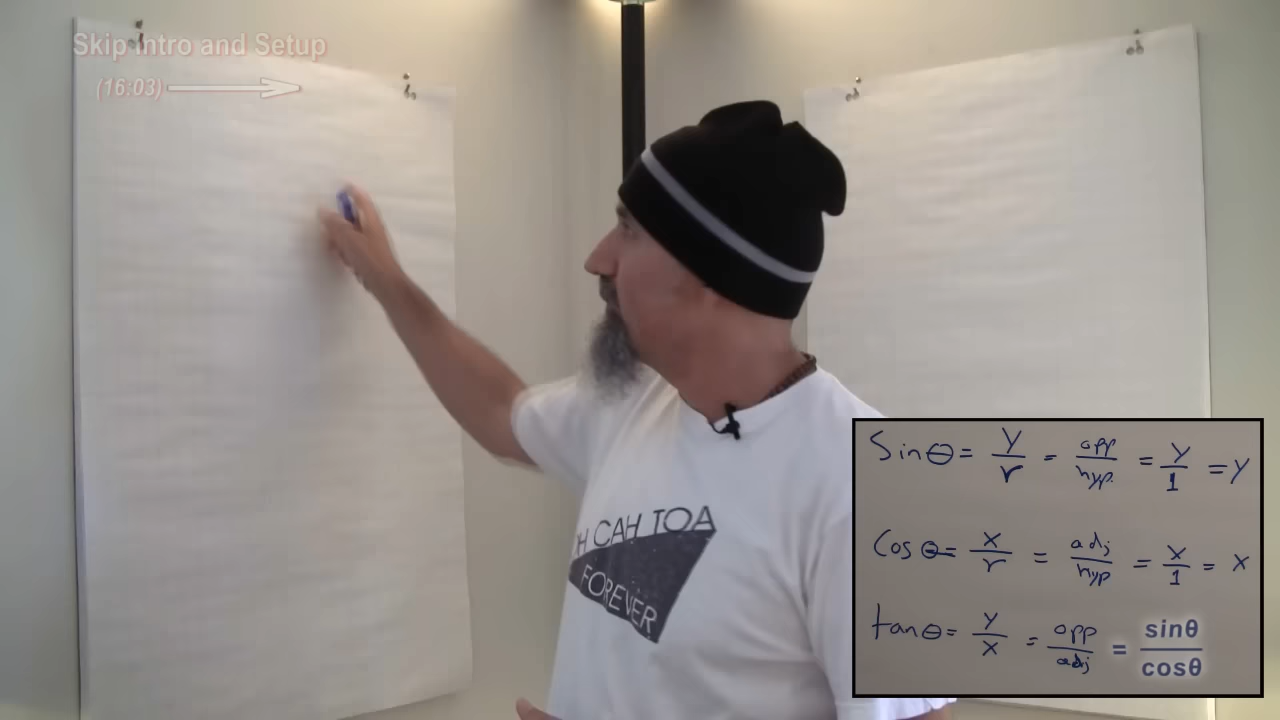 Skip Intro and Setup
(16:03)
OH CAH TOA
FOREVER
Sinθ = y/r = opp/hyp. = y/1 = y
Cosθ = x/r = adj/hyp = x/1 = x
tanθ = y/x = opp/adj = sinθ/cosθ